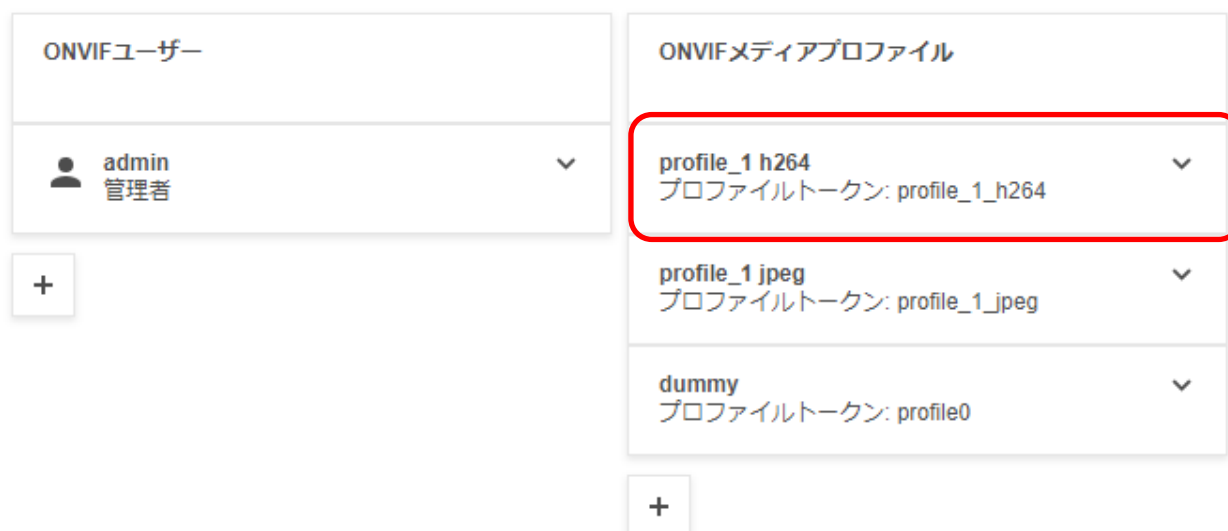 ONVIFユーザー
admin
管理者
+
ONVIFメディアプロファイル
profile_1 h264
プロファイルトークン: profile_1_h264
profile_1 jpeg
プロファイルトークン: profile_1_jpeg
dummy
プロファイルトークン: profile0
+